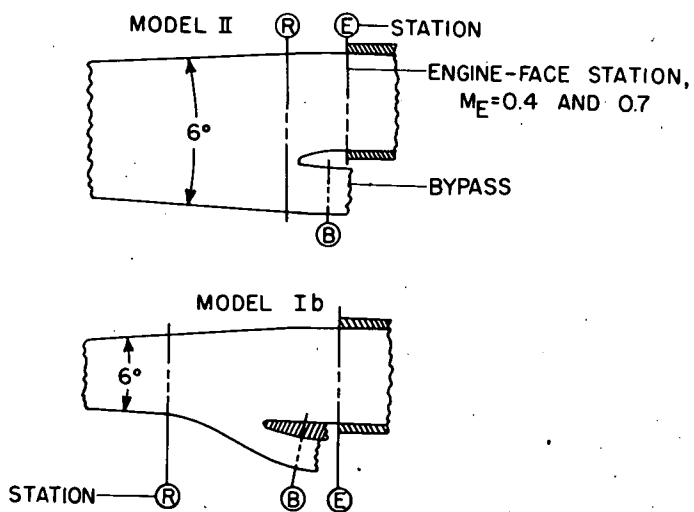 MODEL II
R
E
STATION
ENGINE-FACE STATION,
M_E=0.4 AND 0.7
6°
BYPASS
B
MODEL Ib
6°
STATION
R
B
E